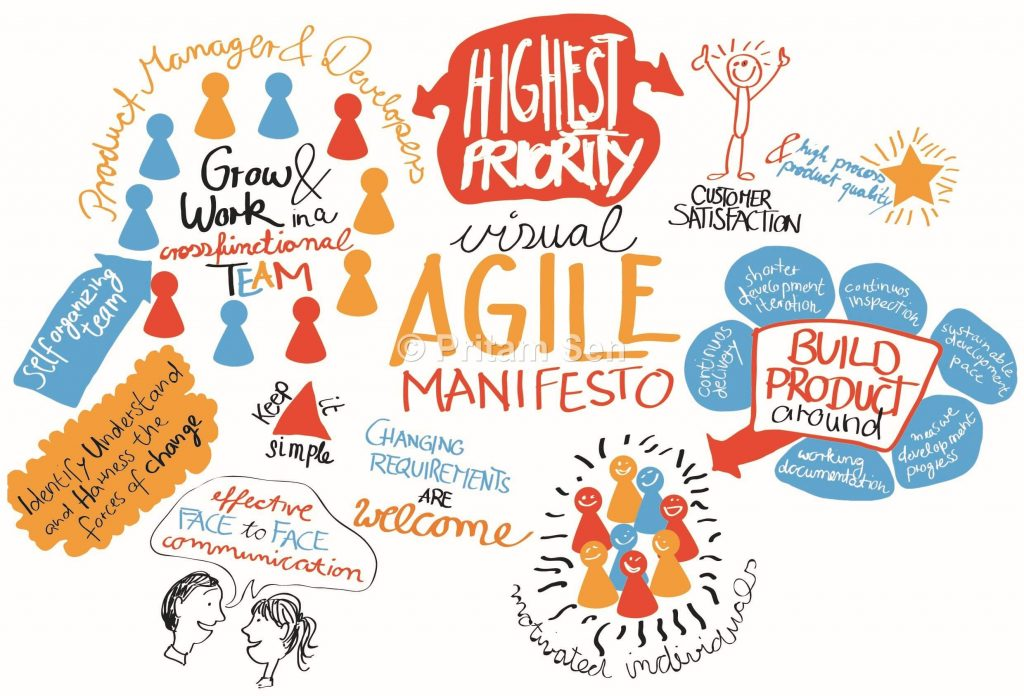 Product Manager & Developers
Grow &
Work in a
crossfunctional
TEAM
HIGHEST
PRIORITY
CUSTOMER
SATISFACTION
& high process
product quality
visual
AGILE
MANIFESTO
© Pritam Sen
Self organizing
team
Identify Understand
and Harness the
forces of change
Keep it
simple
CHANGING
REQUIREMENTS
ARE
Welcome
effective
FACE to FACE
communication
BUILD
PRODUCT
around
continuos
delivery
shorter
development
iteration
continuos
inspection
systrainable
development
pace
measure
development
progress
working
documentation
motivated individuals